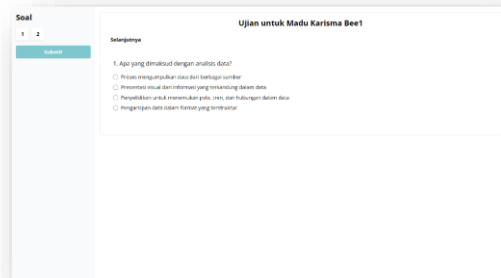 Soal
1 2
Submit
Ujian untuk Madu Karisma Bee1
Selanjutnya
1. Apa yang dimaksud dengan analisis data?
Proses mengumpulkan data dari berbagai sumber
Presentasi visual dari informasi yang terkandung dalam data
Penyelidikan untuk menemukan pola, tren, dan hubungan dalam data
Pengarsipan data dalam format yang terstruktur